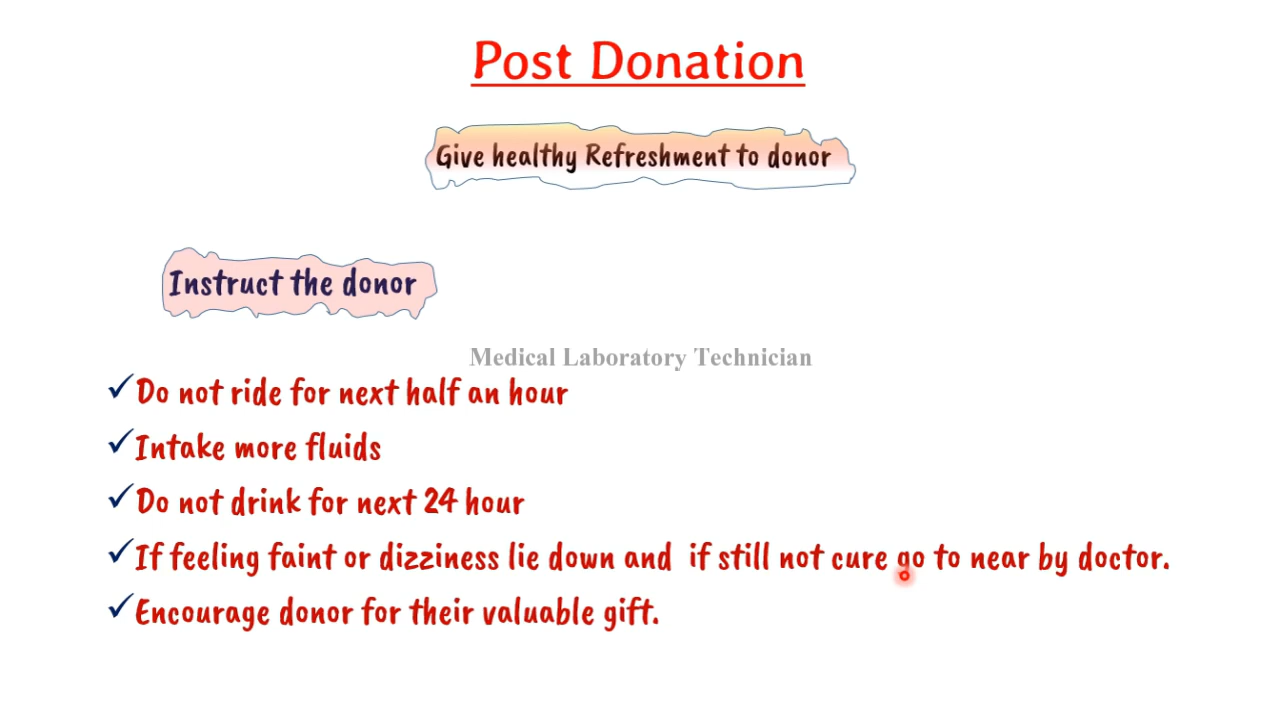 Post Donation
Give healthy Refreshment to donor
Instruct the donor
Medical Laboratory Technician
✓Do not ride for next half an hour
✓Intake more fluids
✓Do not drink for next 24 hour
✓If feeling faint or dizziness lie down and if still not cure go to near by doctor.
✓Encourage donor for their valuable gift.